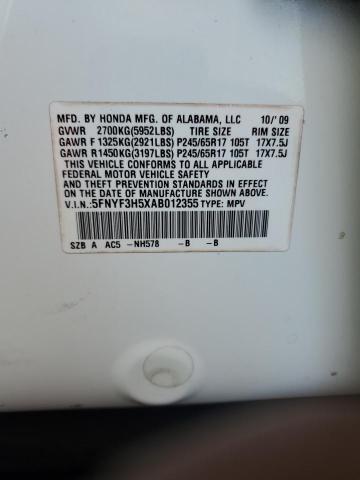 MFD. BY HONDA MFG. OF ALABAMA, LLC 10/'09
GVWR 2700KG(5952LBS) TIRE SIZE RIM SIZE
GAWR F 1325KG(2921LBS) P245/65R17 105T 17X7.5J
GAWR R1450KG(3197LBS) P245/65R17 105T 17X7.5J
THIS VEHICLE CONFORMS TO ALL APPLICABLE
FEDERAL MOTOR VEHICLE SAFETY STANDARDS
AND THEFT PREVENTION STANDARD IN EFFECT
ON THE DATE OF MANUFACTURE SHOWN ABOVE.
V.I.N.:5FNYF3H5XAB012355 TYPE: MPV
SZB A AC5 -NH578 -B -B